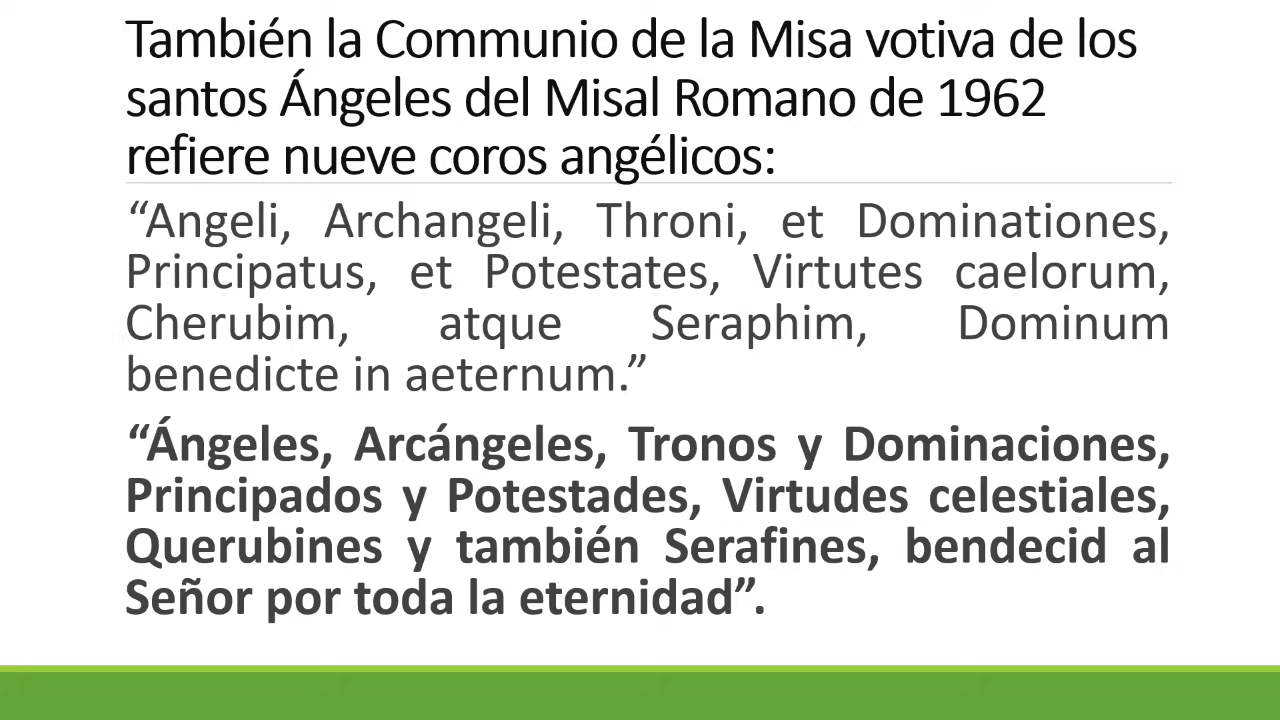 También la Communio de la Misa votiva de los
santos Ángeles del Misal Romano de 1962
refiere nueve coros angélicos:
“Angeli, Archangeli, Throni, et Dominationes,
Principatus, et Potestates, Virtutes caelorum,
Cherubim, atque Seraphim, Dominum
benedicte in aeternum.”
“Ángeles, Arcángeles, Tronos y Dominaciones,
Principados y Potestades, Virtudes celestiales,
Querubines y también Serafines, bendecid al
Señor por toda la eternidad”.